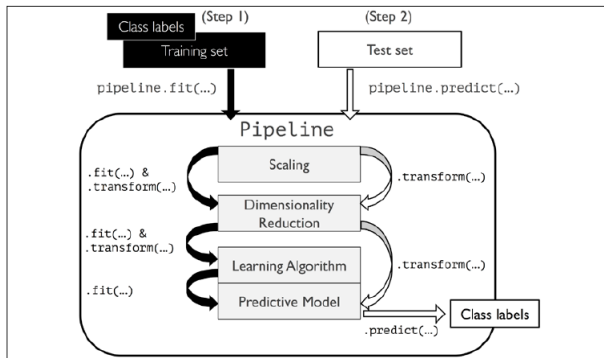 (Step 1)
(Step 2)
Class labels
Training set
Test set
pipeline.fit(…)
pipeline.predict(…)
Pipeline
Scaling
.fit(…) &
.transform(…)
.transform(…)
Dimensionality
Reduction
.fit(…) &
.transform(…)
Learning Algorithm
.transform(…)
.fit(…)
Predictive Model
Class labels
.predict(…)